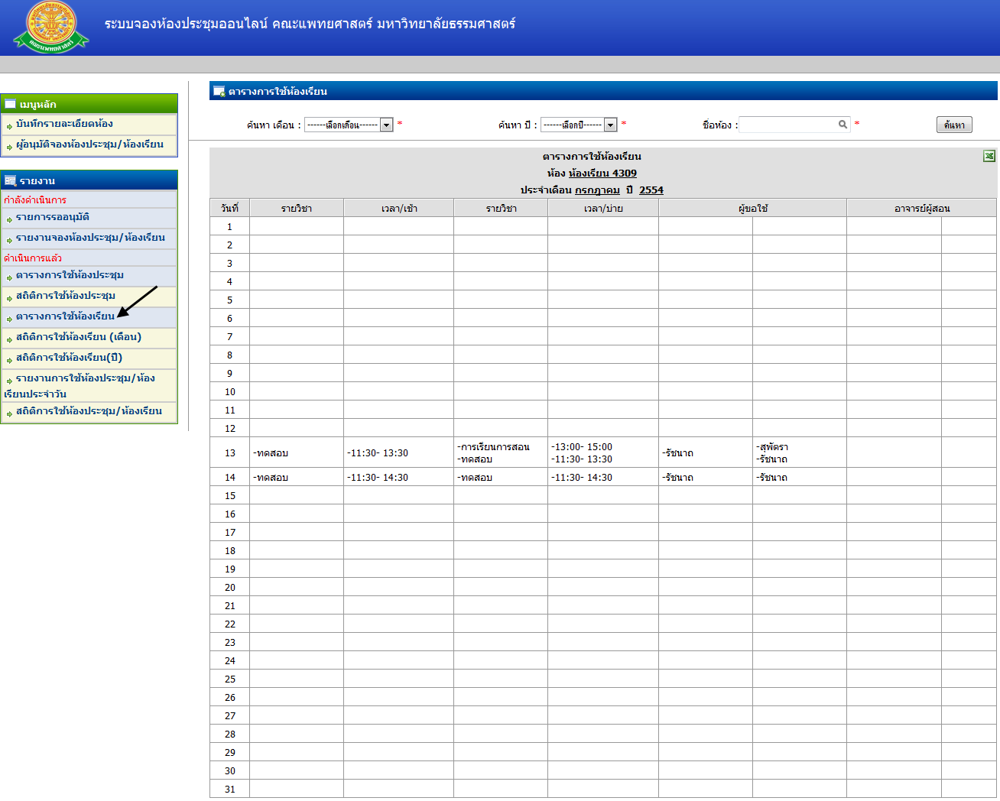 ระบบจองห้องประชุมออนไลน์ คณะแพทยศาสตร์ มหาวิทยาลัยธรรมศาสตร์
เมนูหลัก
บันทึกรายละเอียดห้อง
ผู้อนุมัติจองห้องประชุม/ห้องเรียน
รายงาน
กำลังดำเนินการ
รายการรออนุมัติ
รายงานจองห้องประชุม/ห้องเรียน
ดำเนินการแล้ว
ตารางการใช้ห้องประชุม
สถิติการใช้ห้องประชุม
ตารางการใช้ห้องเรียน
สถิติการใช้ห้องเรียน (เดือน)
สถิติการใช้ห้องเรียน(ปี)
รายงานการใช้ห้องประชุม/ห้อง
เรียนประจำวัน
สถิติการใช้ห้องประชุม/ห้องเรียน
ตารางการใช้ห้องเรียน
ค้นหา เดือน : ------เลือกเดือน------ * ค้นหา ปี : ------เลือกปี------ * ชื่อห้อง : * ค้นหา
ตารางการใช้ห้องเรียน
ห้อง ห้องเรียน 4309
ประจำเดือน กรกฎาคม ปี 2554
วันที่ รายวิชา เวลา/เช้า รายวิชา เวลา/บ่าย ผู้ขอใช้ อาจารย์ผู้สอน
1
2
3
4
5
6
7
8
9
10
11
12
13 -ทดสอบ -11:30- 13:30 -การเรียนการสอน -13:00- 15:00 -รัชนาถ -สุพัตรา
-ทดสอบ -11:30- 13:30 -รัชนาถ
14 -ทดสอบ -11:30- 14:30 -ทดสอบ -11:30- 14:30 -รัชนาถ -รัชนาถ
15
16
17
18
19
20
21
22
23
24
25
26
27
28
29
30
31